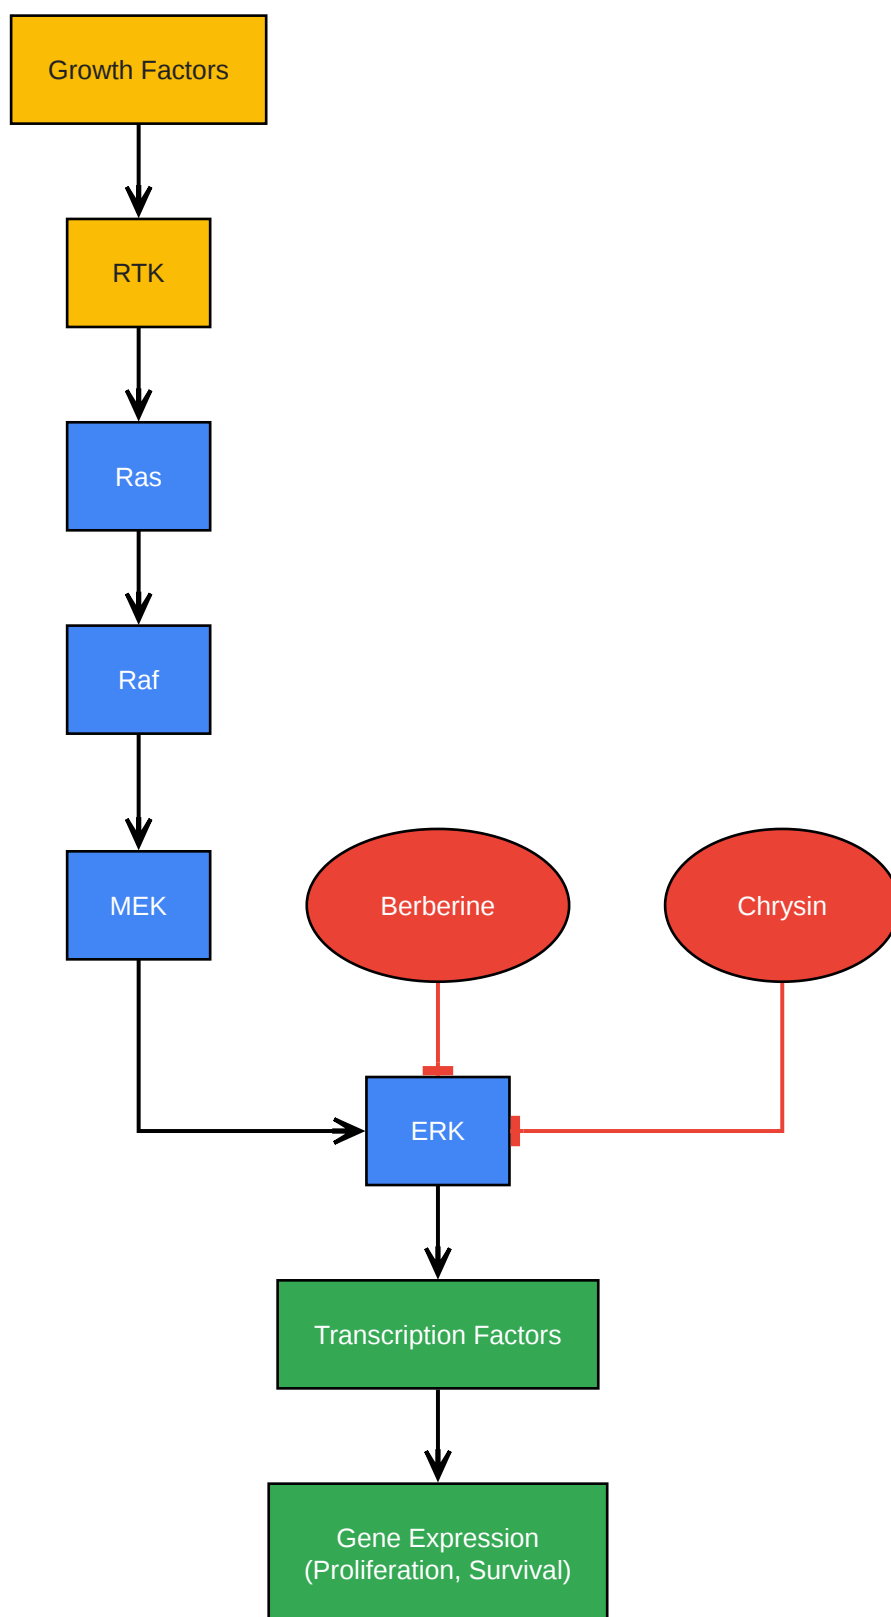 Growth Factors
RTK
Ras
Raf
MEK
Berberine
Chrysin
ERK
Transcription Factors
Gene Expression
(Proliferation, Survival)